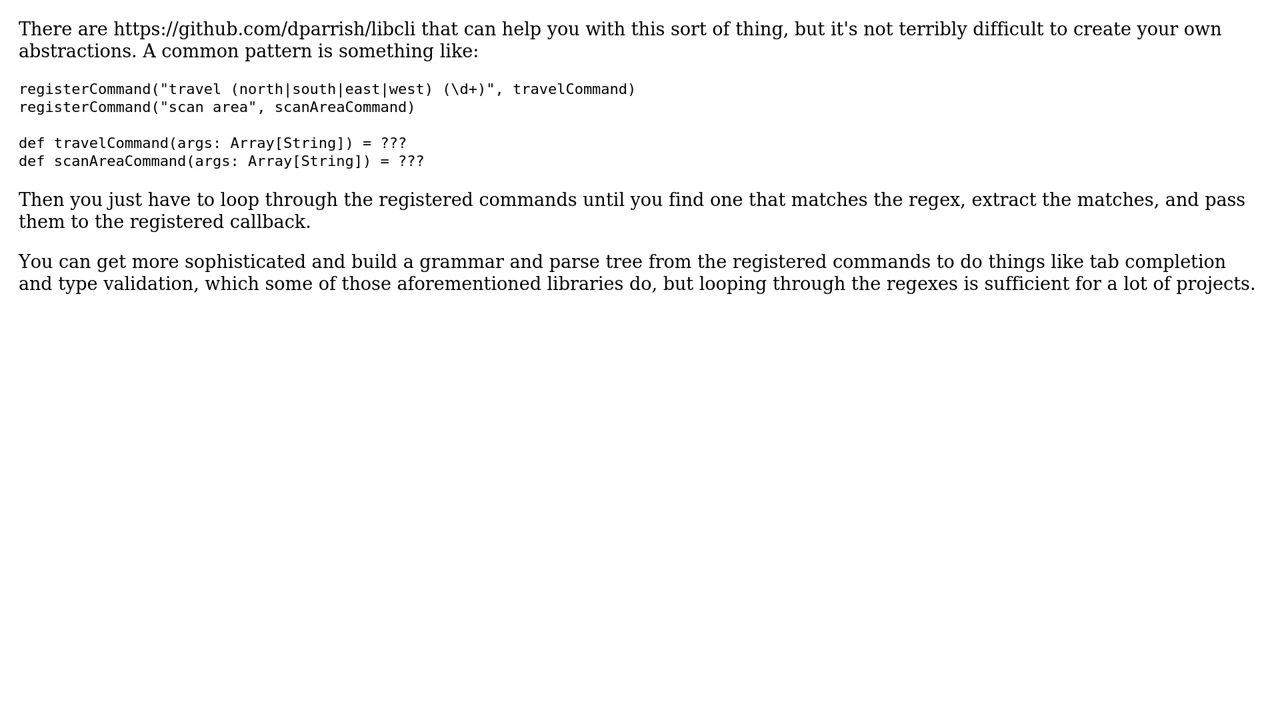 There are https://github.com/dparrish/libcli that can help you with this sort of thing, but it's not terribly difficult to create your own
abstractions. A common pattern is something like:
registerCommand("travel (north|south|east|west) (\d+)", travelCommand)
registerCommand("scan area", scanAreaCommand)
def travelCommand(args: Array[String]) = ???
def scanAreaCommand(args: Array[String]) = ???
Then you just have to loop through the registered commands until you find one that matches the regex, extract the matches, and pass
them to the registered callback.
You can get more sophisticated and build a grammar and parse tree from the registered commands to do things like tab completion
and type validation, which some of those aforementioned libraries do, but looping through the regexes is sufficient for a lot of projects.